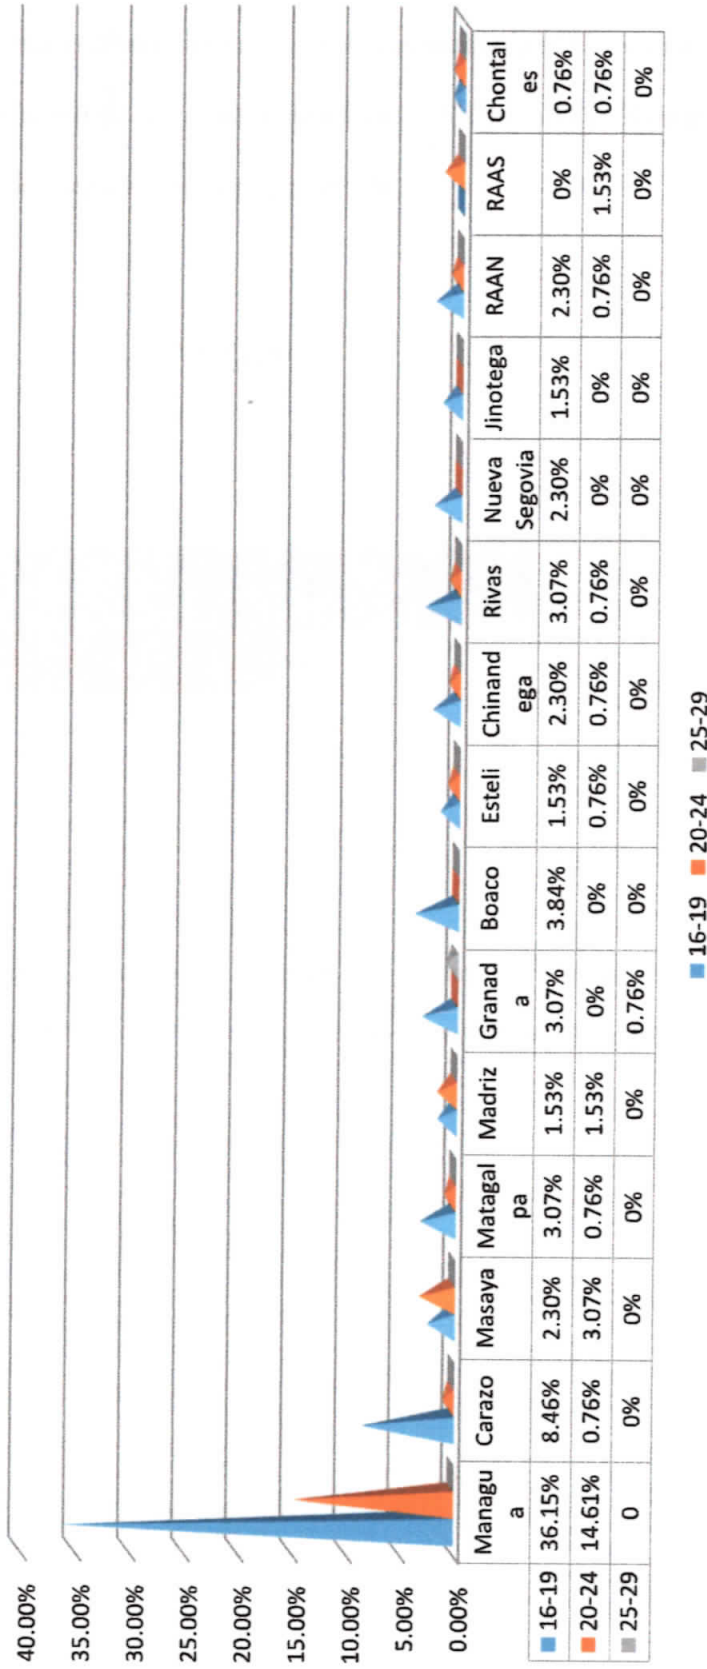 40.00%
35.00%
30.00%
25.00%
20.00%
15.00%
10.00%
5.00%
0.00%
Managu
a Carazo Masaya Matagal
pa Madriz Granad
a Boaco Esteli Chinand
ega Rivas Nueva
Segovia Jinotega RAAN RAAS Chontal
es
16-19 36.15% 8.46% 2.30% 3.07% 1.53% 3.07% 3.84% 1.53% 2.30% 3.07% 2.30% 1.53% 2.30% 0% 0.76%
20-24 14.61% 0.76% 3.07% 0.76% 1.53% 0% 0% 0.76% 0.76% 0.76% 0% 0% 0.76% 1.53% 0.76%
25-29 0 0% 0% 0% 0% 0.76% 0% 0% 0% 0% 0% 0% 0% 0% 0%
16-19 20-24 25-29